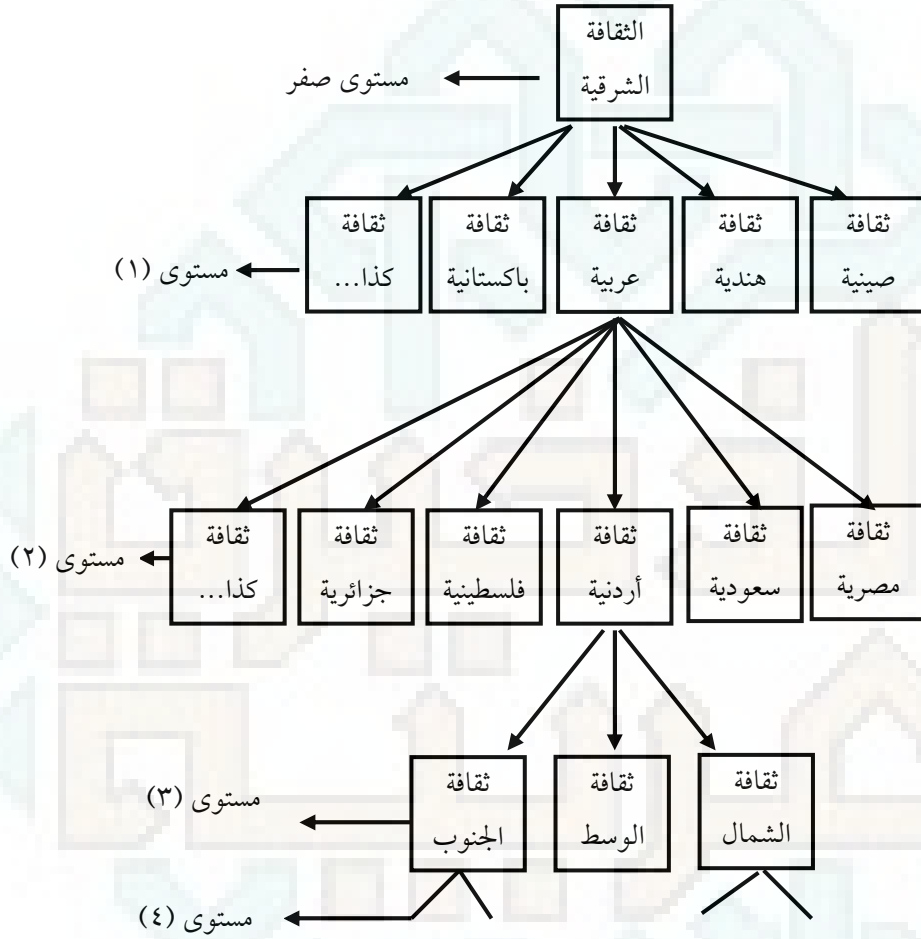 الثقافة
الشرقية
مستوى صفر
ثقافة
صينية
ثقافة
هندية
ثقافة
عربية
ثقافة
باكستانية
ثقافة
كذا...
مستوى (١)
ثقافة
مصرية
ثقافة
سعودية
ثقافة
أردنية
ثقافة
فلسطينية
ثقافة
جزائرية
ثقافة
كذا...
مستوى (٢)
ثقافة
الشمال
ثقافة
الوسط
ثقافة
الجنوب
مستوى (٣)
مستوى (٤)